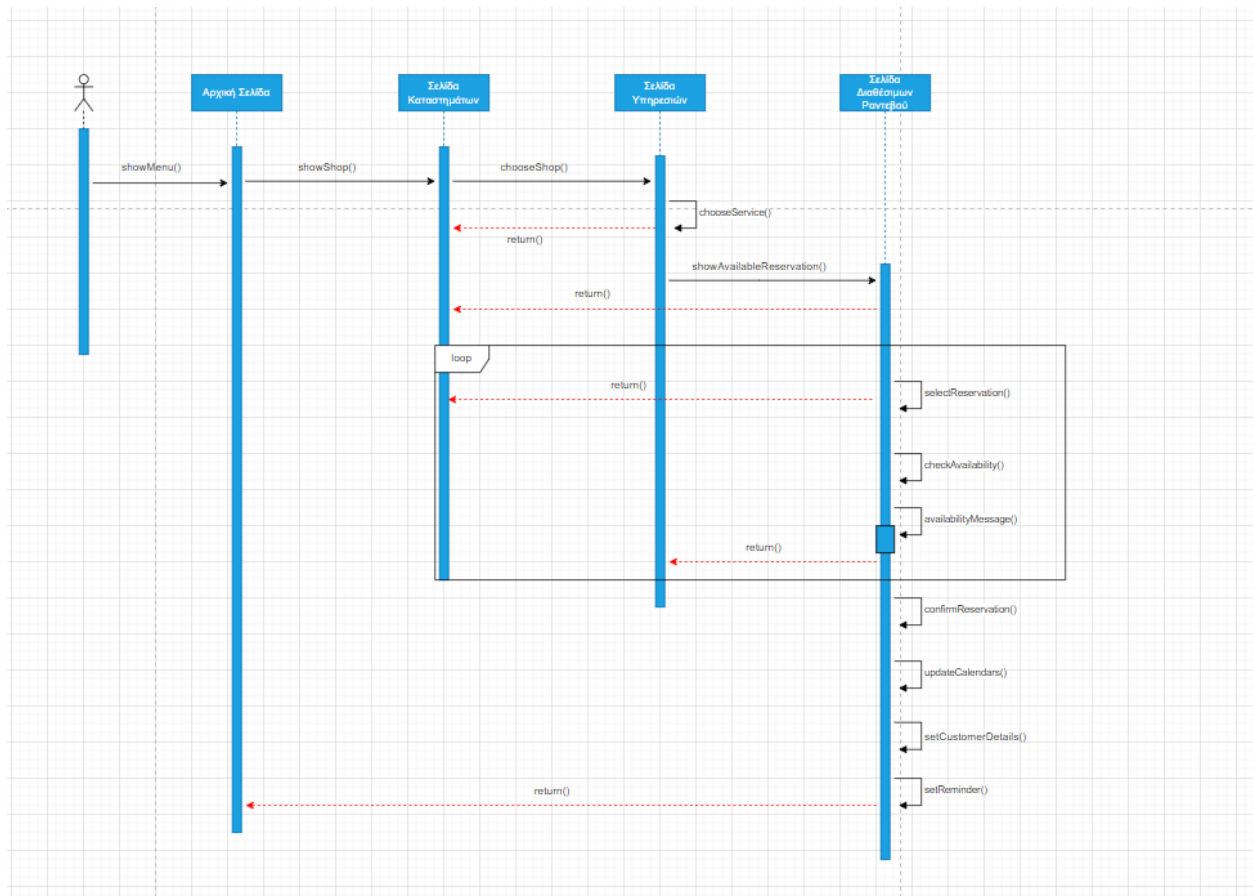 Αρχική Σελίδα
Σελίδα
Καταστημάτων
Σελίδα
Υπηρεσιών
Σελίδα
Διαθέσιμων
Ραντεβού
showMenu()
showShop()
chooseShop()
chooseService()
return()
showAvailableReservation()
return()
loop
return()
selectReservation()
checkAvailability()
availabilityMessage()
return()
confirmReservation()
updateCalendars()
setCustomerDetails()
return()
setReminder()